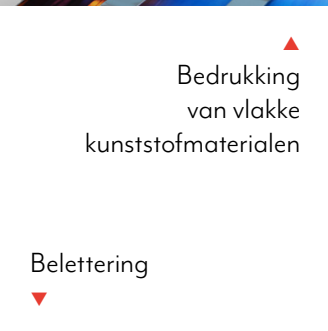 Bedrukking
van vlakke
kunststofmaterialen
Belettering